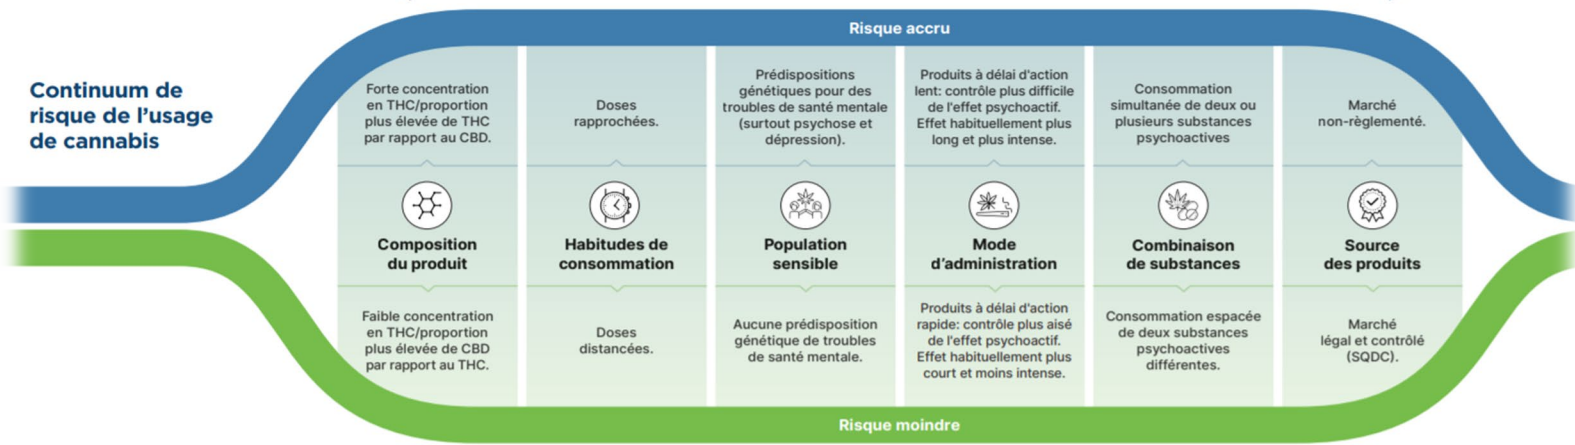 Risque accru
Continuum de
risque de l'usage
de cannabis
Forte concentration
en THC/proportion
plus élevée de THC
par rapport au CBD.
Doses
rapprochées.
Prédispositions
génétiques pour des
troubles de santé mentale
(surtout psychose et
dépression).
Produits à délai d'action
lent: contrôle plus difficile
de l'effet psychoactif.
Effet habituellement plus
long et plus intense.
Consommation
simultanée de deux ou
plusieurs substances
psychoactives
Marché
non-règlementé.
Composition
du produit
Habitudes de
consommation
Population
sensible
Mode
d'administration
Combinaison
de substances
Source
des produits
Faible concentration
en THC/proportion
plus élevée de CBD
par rapport au THC.
Doses
distancées.
Aucune prédisposition
génétique de troubles
de santé mentale.
Produits à délai d'action
rapide: contrôle plus aisé
de l'effet psychoactif.
Effet habituellement plus
court et moins intense.
Consommation espacée
de deux substances
psychoactives
différentes.
Marché
légal et contrôlé
(SQDC).
Risque moindre